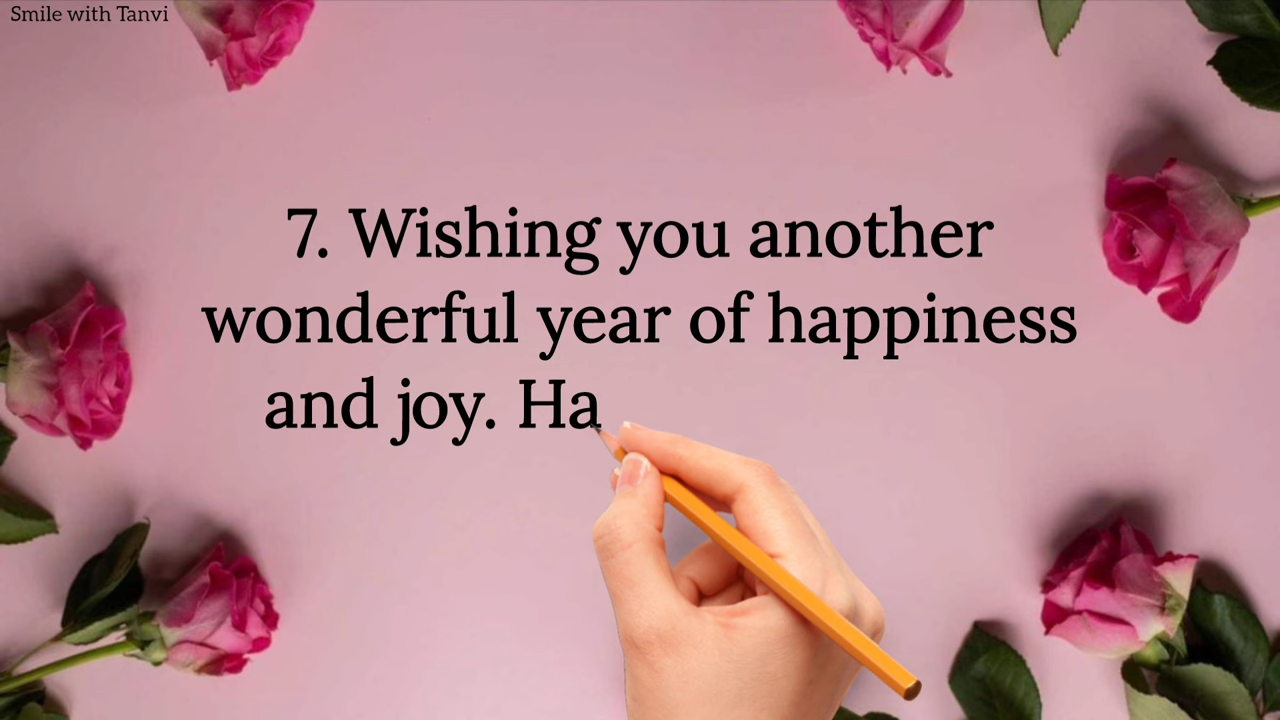 Smile with Tanvi
7. Wishing you another
wonderful year of happiness
and joy. Ha